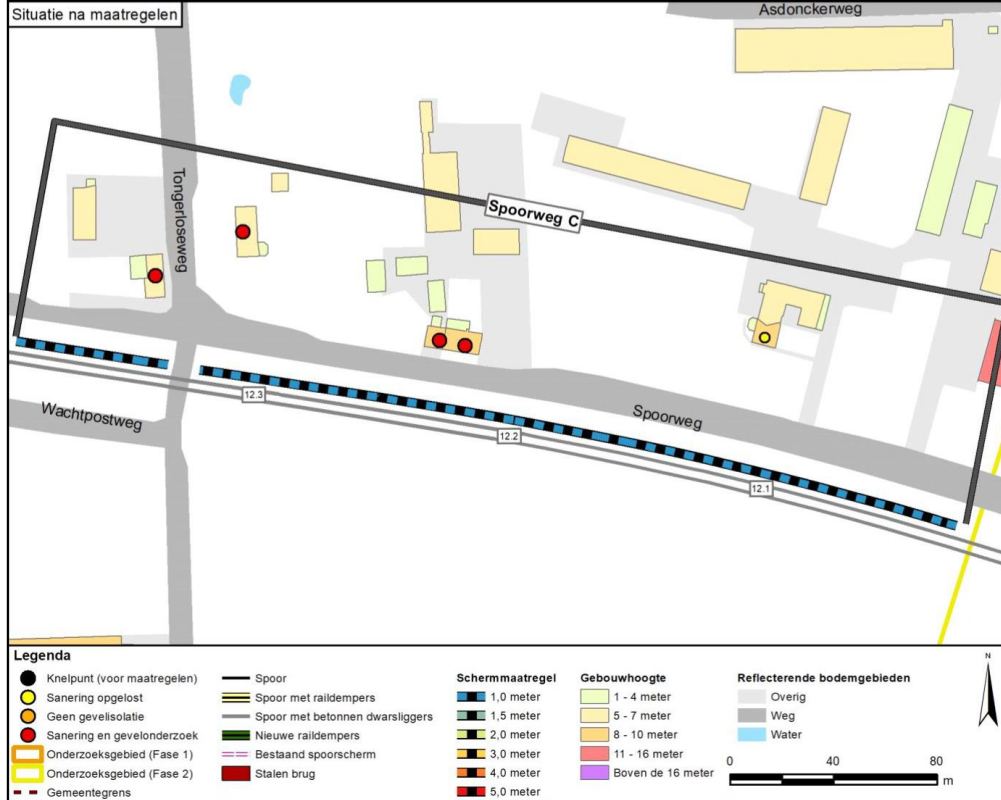 Situatie na maatregelen
Asdonckerweg
Tongerloseweg
Spoorweg C
12.3
Wachtpostweg
12.2
Spoorweg
12.1
Legenda
Knelpunt (voor maatregelen)
Sanering opgelost
Geen gevelisolatie
Sanering en gevelonderzoek
Onderzoeksgebied (Fase 1)
Onderzoeksgebied (Fase 2)
Gemeentegrens
Spoor
Spoor met raildempers
Spoor met betonnen dwarsliggers
Nieuwe raildempers
Bestaand spoorscherm
Stalen brug
Schermmaatregel
1,0 meter
1,5 meter
2,0 meter
3,0 meter
4,0 meter
5,0 meter
Gebouwhoogte
1 - 4 meter
5 - 7 meter
8 - 10 meter
11 - 16 meter
Boven de 16 meter
Reflecterende bodemgebieden
Overig
Weg
Water
N
0 40 80
m